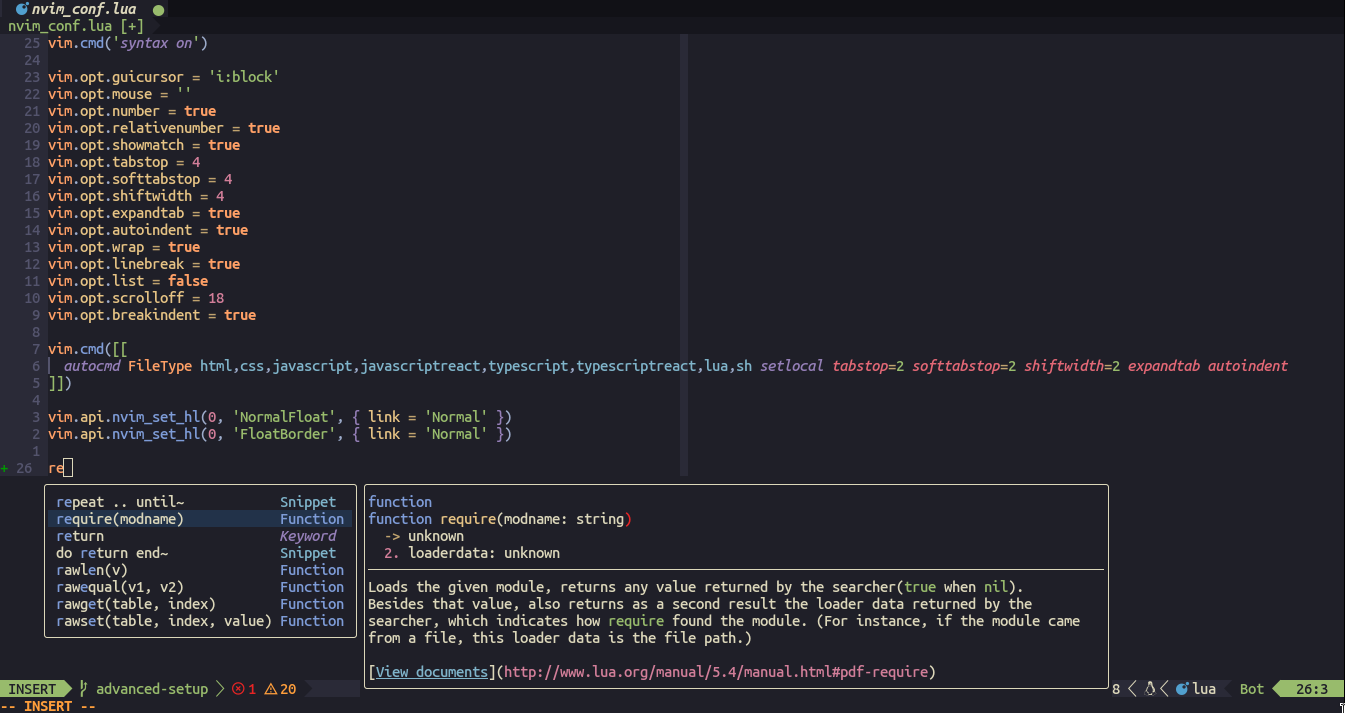 nvim_conf.lua
nvim_conf.lua [+]
25 vim.cmd('syntax on')
24
23 vim.opt.guicursor = 'i:block'
22 vim.opt.mouse = ''
21 vim.opt.number = true
20 vim.opt.relativenumber = true
19 vim.opt.showmatch = true
18 vim.opt.tabstop = 4
17 vim.opt.softtabstop = 4
16 vim.opt.shiftwidth = 4
15 vim.opt.expandtab = true
14 vim.opt.autoindent = true
13 vim.opt.wrap = true
12 vim.opt.linebreak = true
11 vim.opt.list = false
10 vim.opt.scrolloff = 18
9 vim.opt.breakindent = true
8
7 vim.cmd([[
6   autocmd FileType html,css,javascript,javascriptreact,typescript,typescriptreact,lua,sh setlocal tabstop=2 softtabstop=2 shiftwidth=2 expandtab autoindent
5 ]])
4
3 vim.api.nvim_set_hl(0, 'NormalFloat', { link = 'Normal' })
2 vim.api.nvim_set_hl(0, 'FloatBorder', { link = 'Normal' })
1
+ 26 re
repeat .. until~ Snippet
require(modname) Function
return Keyword
do return end~ Snippet
rawlen(v) Function
rawequal(v1, v2) Function
rawget(table, index) Function
rawset(table, index, value) Function
function
function require(modname: string)
-> unknown
2. loaderdata: unknown
Loads the given module, returns any value returned by the searcher(true when nil).
Besides that value, also returns as a second result the loader data returned by the
searcher, which indicates how require found the module. (For instance, if the module came
from a file, this loader data is the file path.)
[View documents](http://www.lua.org/manual/5.4/manual.html#pdf-require)
INSERT advanced-setup 1 20 8 lua Bot 26:3
-- INSERT --